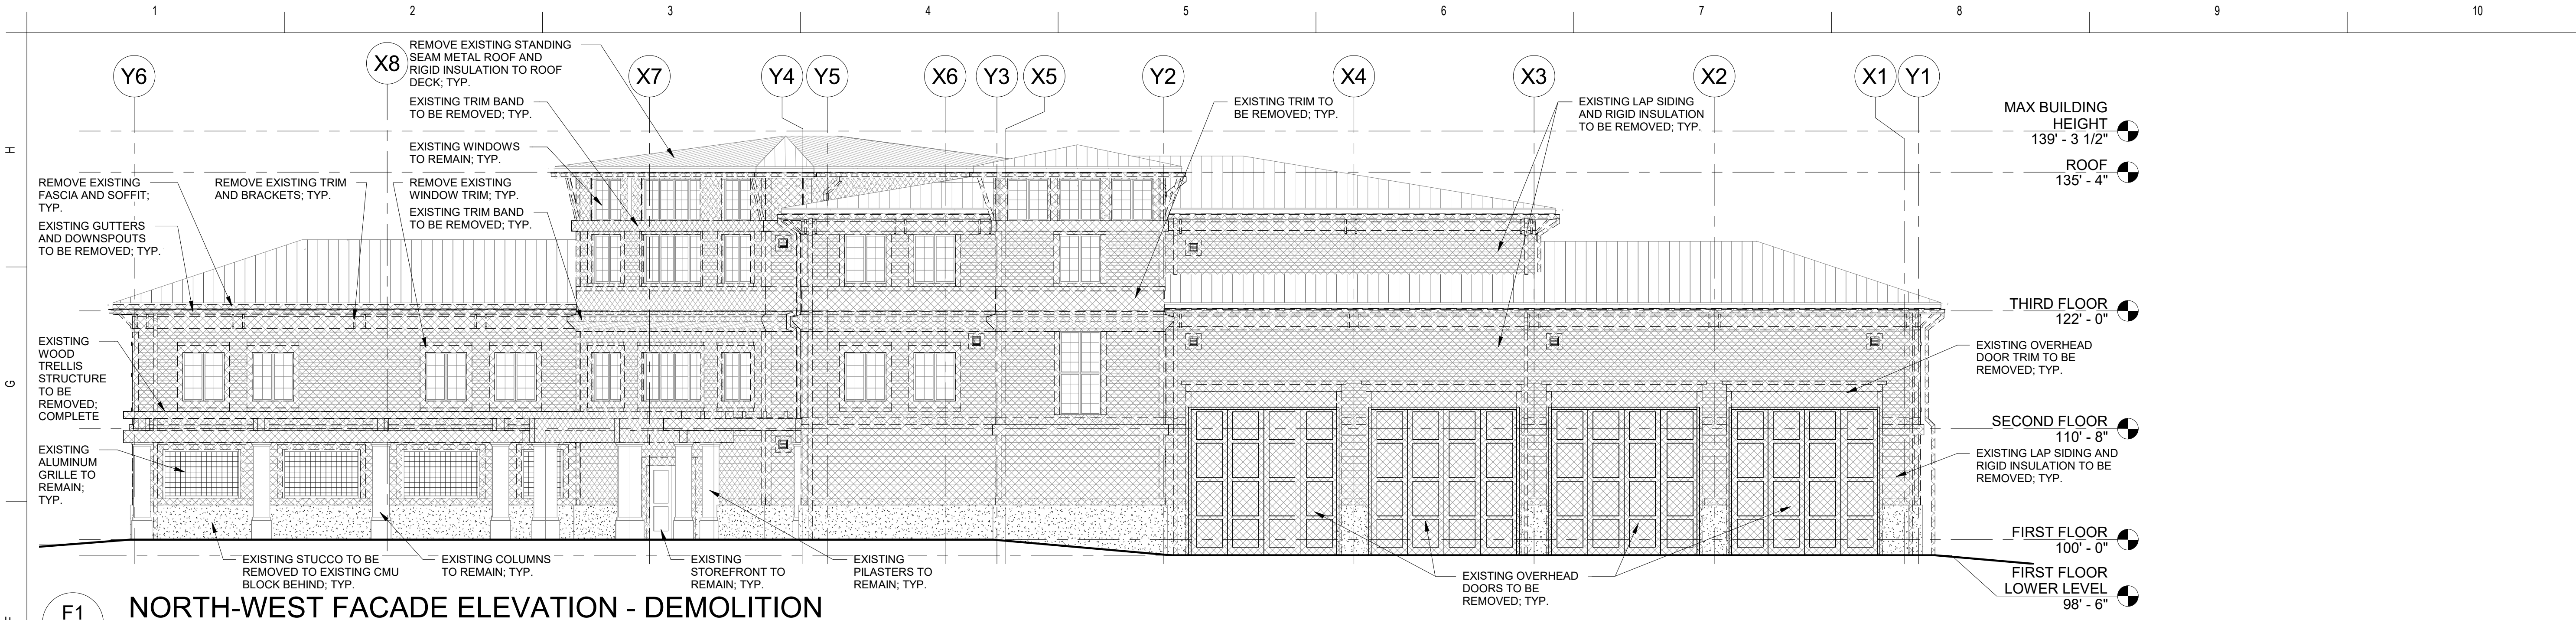 1 2 3 4 5 6 7 8 9 10
H
G
F
Y6 X8 X7 Y4 Y5 X6 Y3 X5 Y2 X4 X3 X2 X1 Y1
REMOVE EXISTING STANDING
SEAM METAL ROOF AND
RIGID INSULATION TO ROOF
DECK; TYP.
EXISTING TRIM BAND
TO BE REMOVED; TYP.
EXISTING WINDOWS
TO REMAIN; TYP.
REMOVE EXISTING
WINDOW TRIM; TYP.
EXISTING TRIM BAND
TO BE REMOVED; TYP.
REMOVE EXISTING
FASCIA AND SOFFIT;
TYP.
REMOVE EXISTING TRIM
AND BRACKETS; TYP.
EXISTING GUTTERS
AND DOWNSPOUTS
TO BE REMOVED; TYP.
EXISTING
WOOD
TRELLIS
STRUCTURE
TO BE
REMOVED;
COMPLETE
EXISTING
ALUMINUM
GRILLE TO
REMAIN;
TYP.
EXISTING TRIM TO
BE REMOVED; TYP.
EXISTING LAP SIDING
AND RIGID INSULATION
TO BE REMOVED; TYP.
MAX BUILDING
HEIGHT
139' - 3 1/2"
ROOF
135' - 4"
THIRD FLOOR
122' - 0"
EXISTING OVERHEAD
DOOR TRIM TO BE
REMOVED; TYP.
SECOND FLOOR
110' - 8"
EXISTING LAP SIDING AND
RIGID INSULATION TO BE
REMOVED; TYP.
FIRST FLOOR
100' - 0"
FIRST FLOOR
LOWER LEVEL
98' - 6"
EXISTING STUCCO TO BE
REMOVED TO EXISTING CMU
BLOCK BEHIND; TYP.
EXISTING COLUMNS
TO REMAIN; TYP.
EXISTING
STOREFRONT TO
REMAIN; TYP.
EXISTING
PILASTERS TO
REMAIN; TYP.
EXISTING OVERHEAD
DOORS TO BE
REMOVED; TYP.
F1
NORTH-WEST FACADE ELEVATION - DEMOLITION